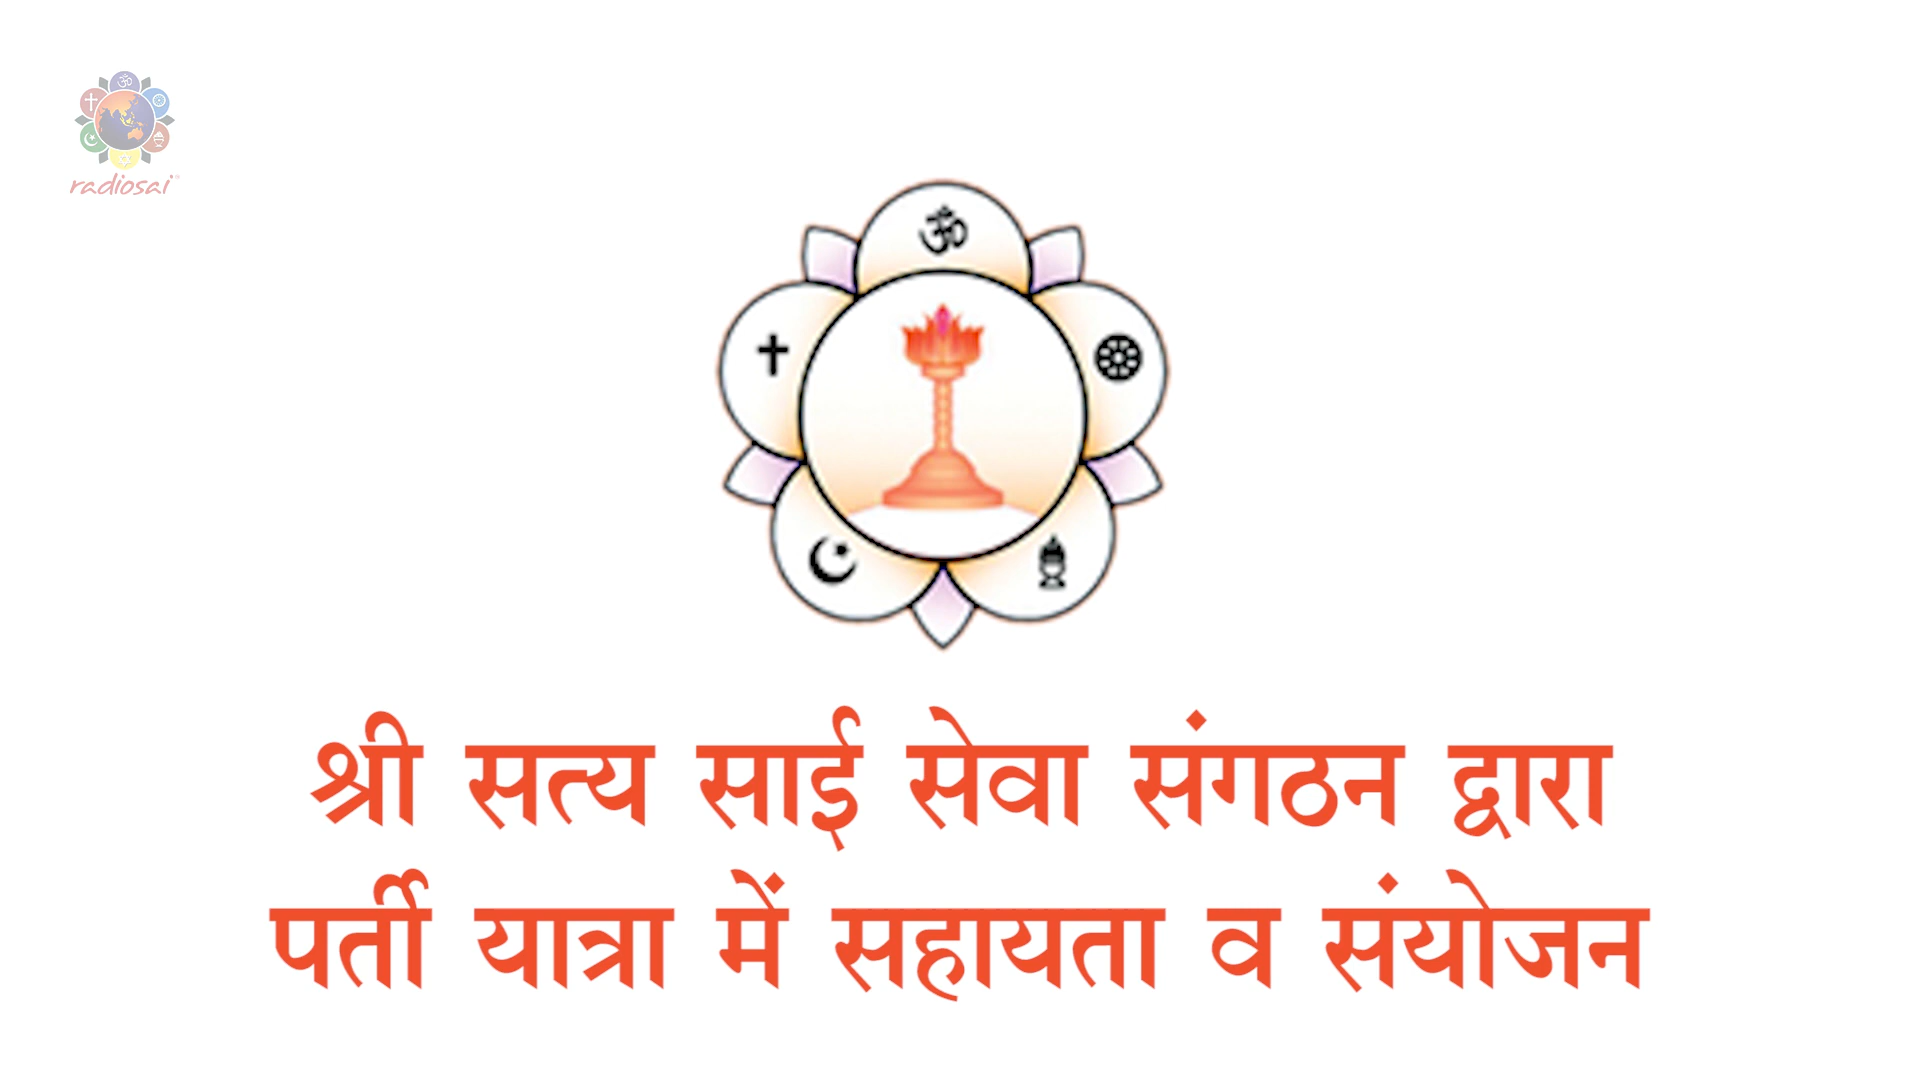 radiosai
ॐ
श्री सत्य साई सेवा संगठन द्वारा
पर्ती यात्रा में सहायता व संयोजन